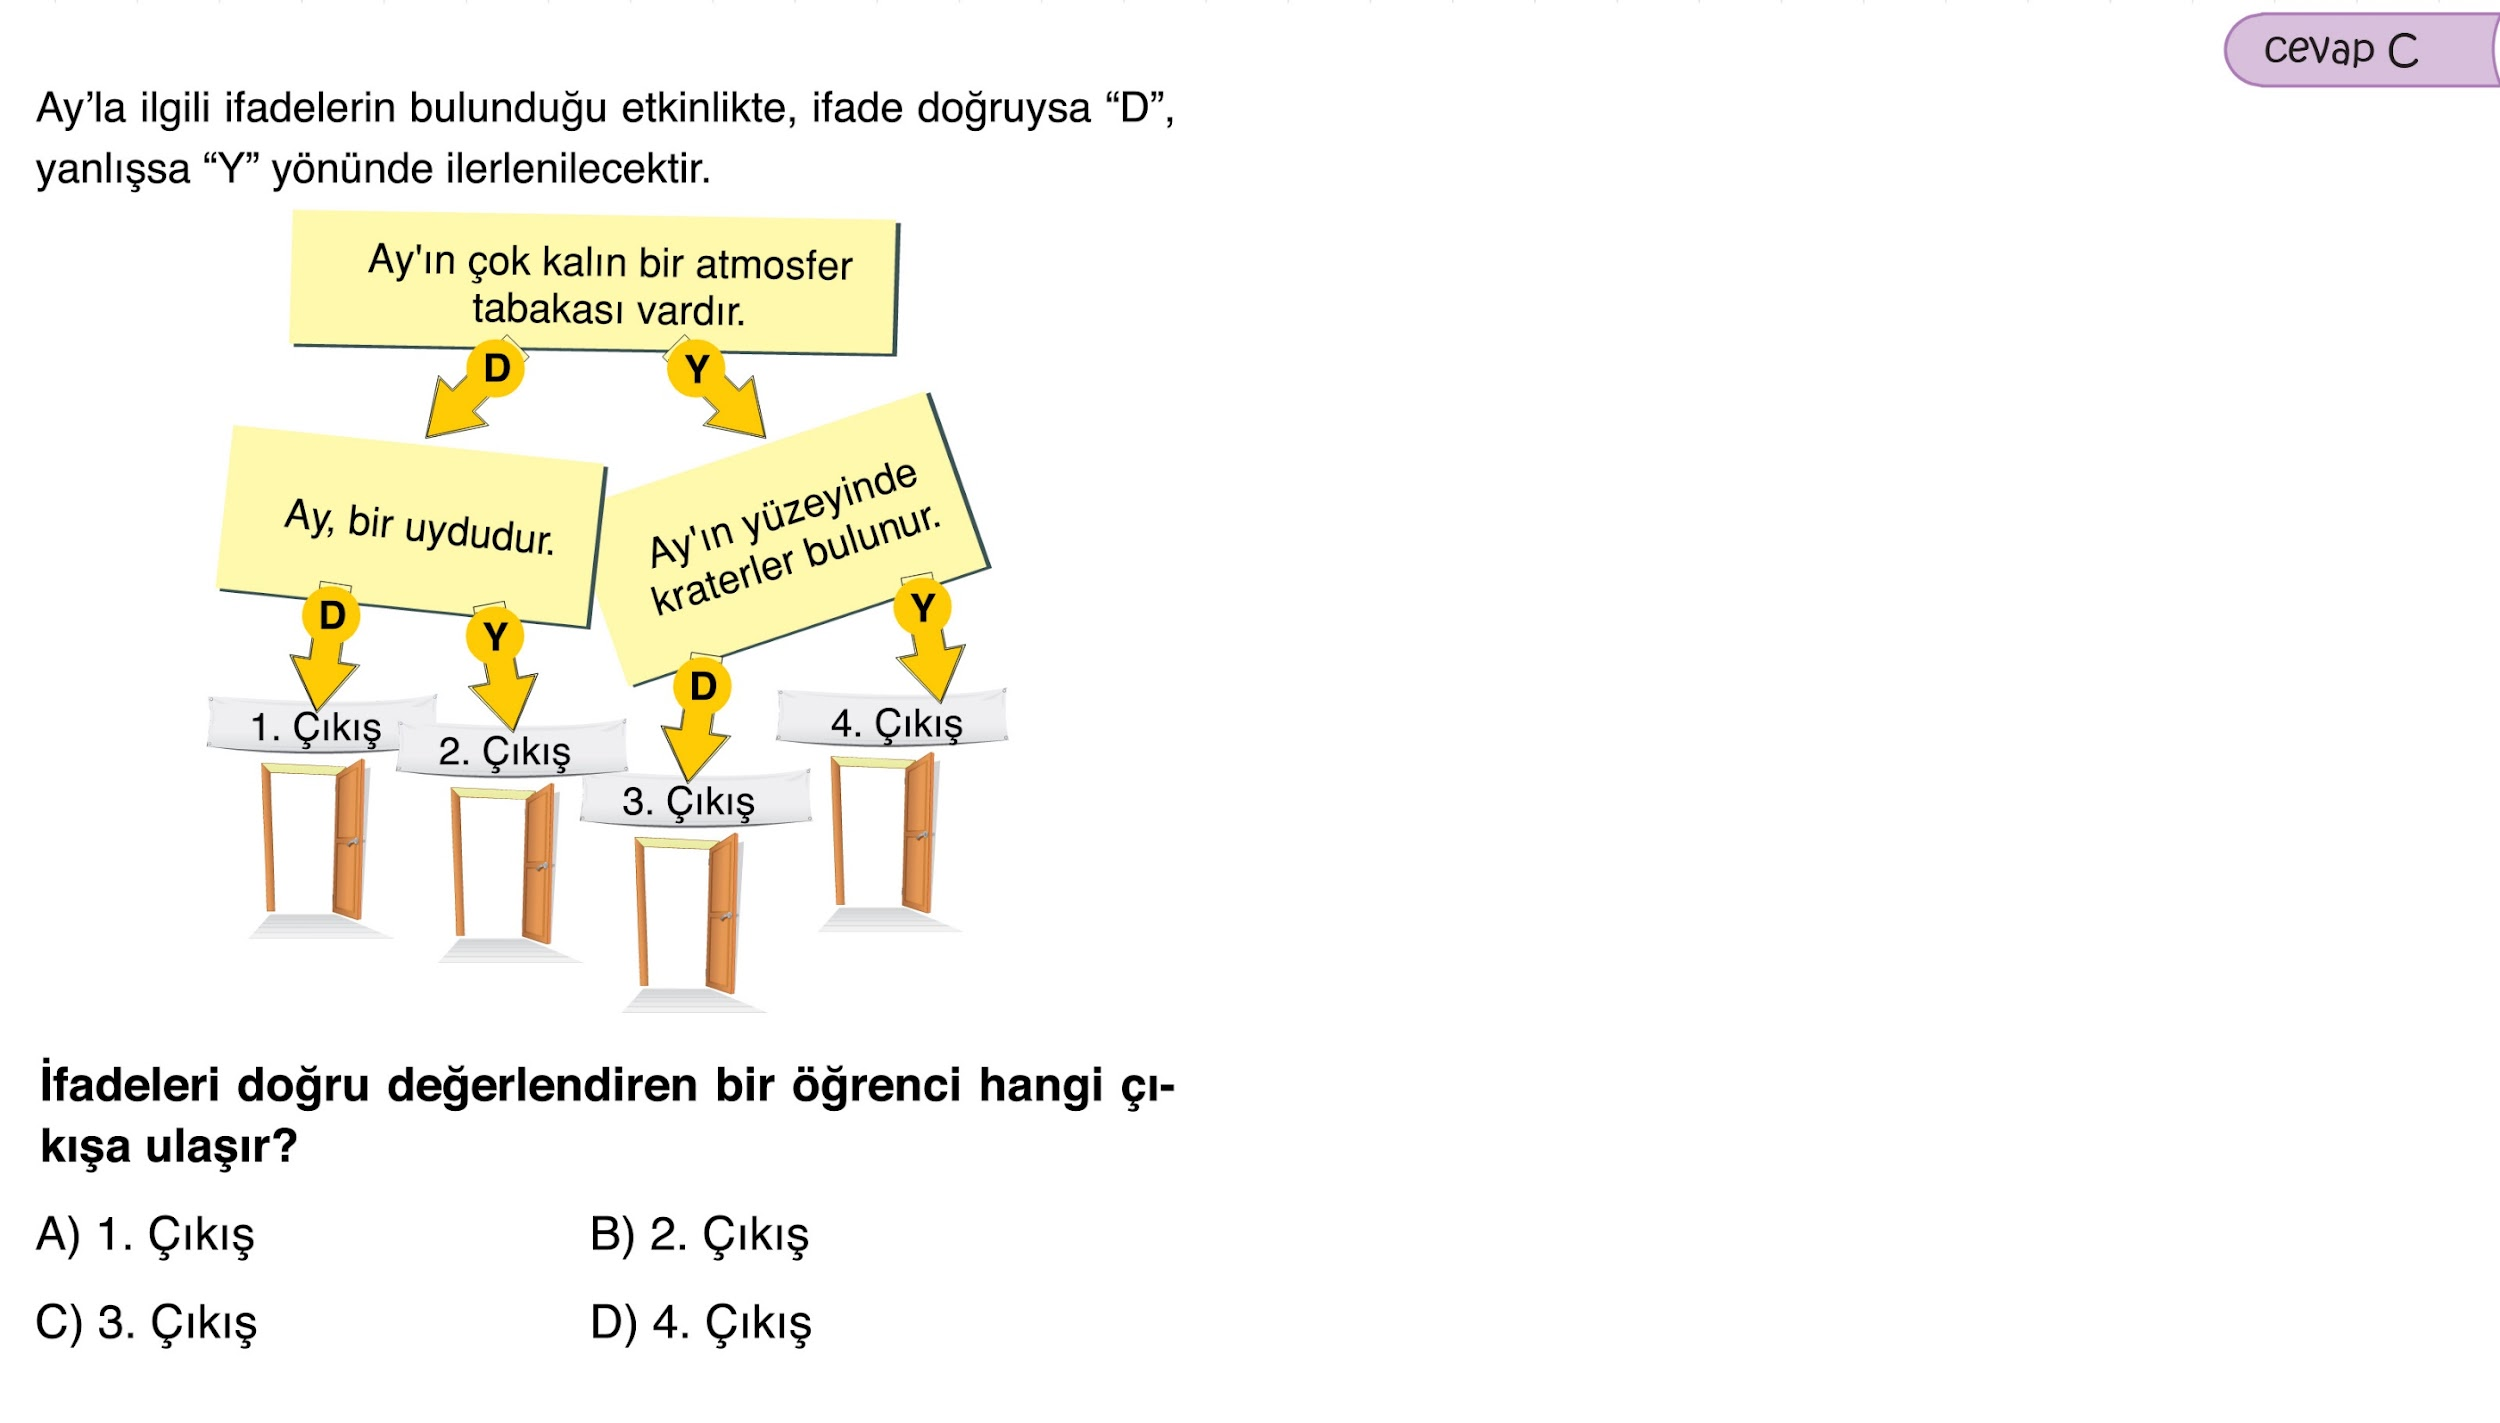 cevap C
Ay’la ilgili ifadelerin bulunduğu etkinlikte, ifade doğruysa “D”,
yanlışsa “Y” yönünde ilerlenilecektir.
Ay'ın çok kalın bir atmosfer
tabakası vardır.
D
Y
Ay, bir uydudur.
Ay'ın yüzeyinde
kraterler bulunur.
D
Y
D
Y
1. Çıkış
2. Çıkış
3. Çıkış
4. Çıkış
İfadeleri doğru değerlendiren bir öğrenci hangi çı-
kışa ulaşır?
A) 1. Çıkış
B) 2. Çıkış
C) 3. Çıkış
D) 4. Çıkış